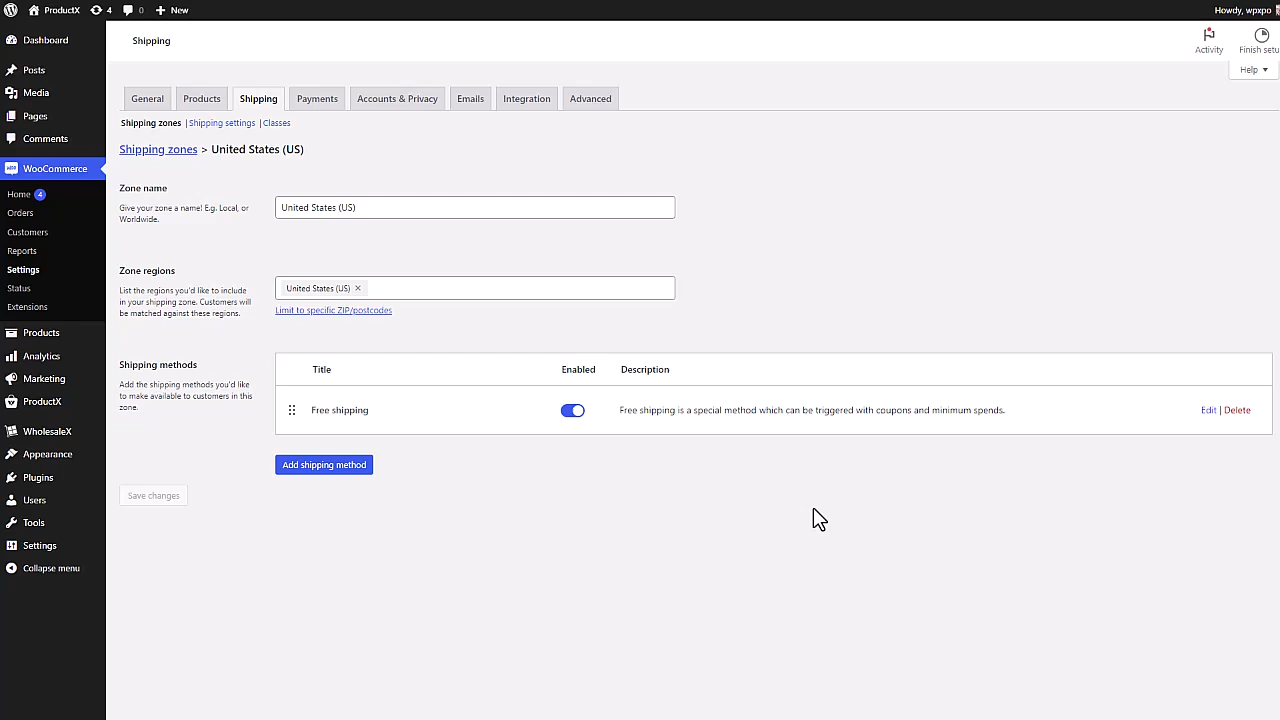 ProductX 4 0 New Howdy, wpxpo
Dashboard
Posts
Media
Pages
Comments
WooCommerce
Home 4
Orders
Customers
Reports
Settings
Status
Extensions
Products
Analytics
Marketing
ProductX
WholesaleX
Appearance
Plugins
Users
Tools
Settings
Collapse menu
Shipping
Activity
Finish setu
Help
General Products Shipping Payments Accounts & Privacy Emails Integration Advanced
Shipping zones | Shipping settings | Classes
Shipping zones > United States (US)
Zone name
Give your zone a name! E.g. Local, or
Worldwide.
United States (US)
Zone regions
List the regions you'd like to include
in your shipping zone. Customers will
be matched against these regions.
United States (US) ×
Limit to specific ZIP/postcodes
Shipping methods
Add the shipping methods you'd like
to make available to customers in this
zone.
Title Enabled Description
Free shipping Free shipping is a special method which can be triggered with coupons and minimum spends. Edit | Delete
Add shipping method
Save changes